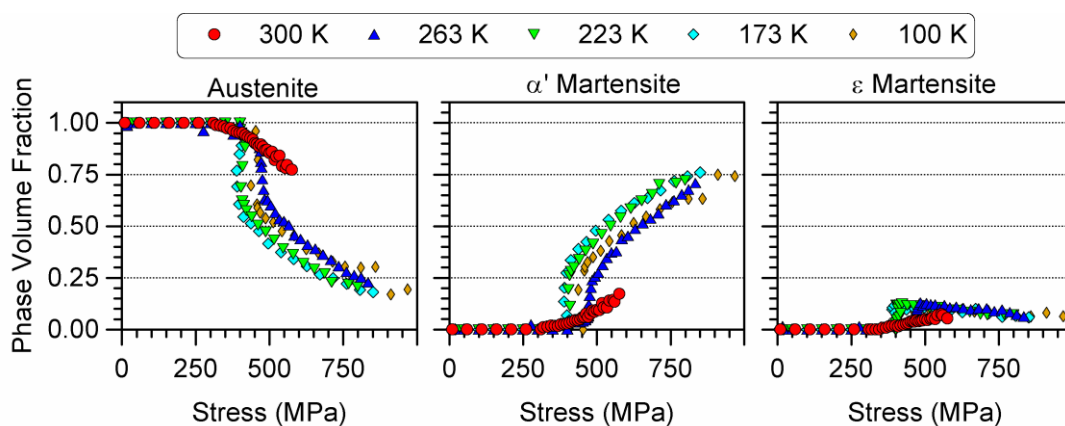 300 K 263 K 223 K 173 K 100 K
Austenite α' Martensite ε Martensite
Phase Volume Fraction
1.00
0.75
0.50
0.25
0.00
0 250 500 750 0 250 500 750 0 250 500 750
Stress (MPa) Stress (MPa) Stress (MPa)